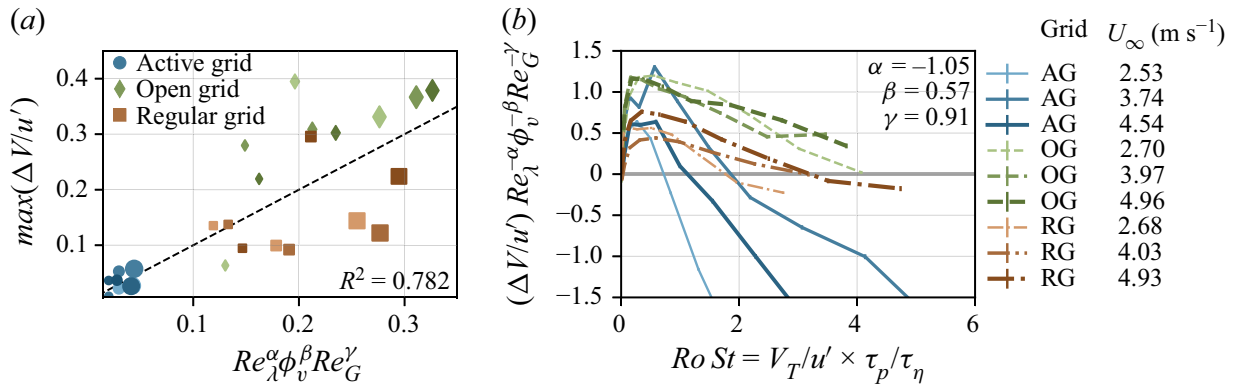 (a)
Active grid
Open grid
Regular grid
max(ΔV/u′)
0.4
0.3
0.2
0.1
R² = 0.782
0.1 0.2 0.3
Re_λ^α ϕ_v^β Re_G^γ
(b)
(ΔV/u′) Re_λ^−α ϕ_v^−β Re_G^−γ
1.5
1.0
0.5
0
−0.5
−1.0
−1.5
α = –1.05
β = 0.57
γ = 0.91
0 2 4 6
Ro St = V_T/u′ × τ_p/τ_η
Grid U_∞ (m s⁻¹)
AG 2.53
AG 3.74
AG 4.54
OG 2.70
OG 3.97
OG 4.96
RG 2.68
RG 4.03
RG 4.93